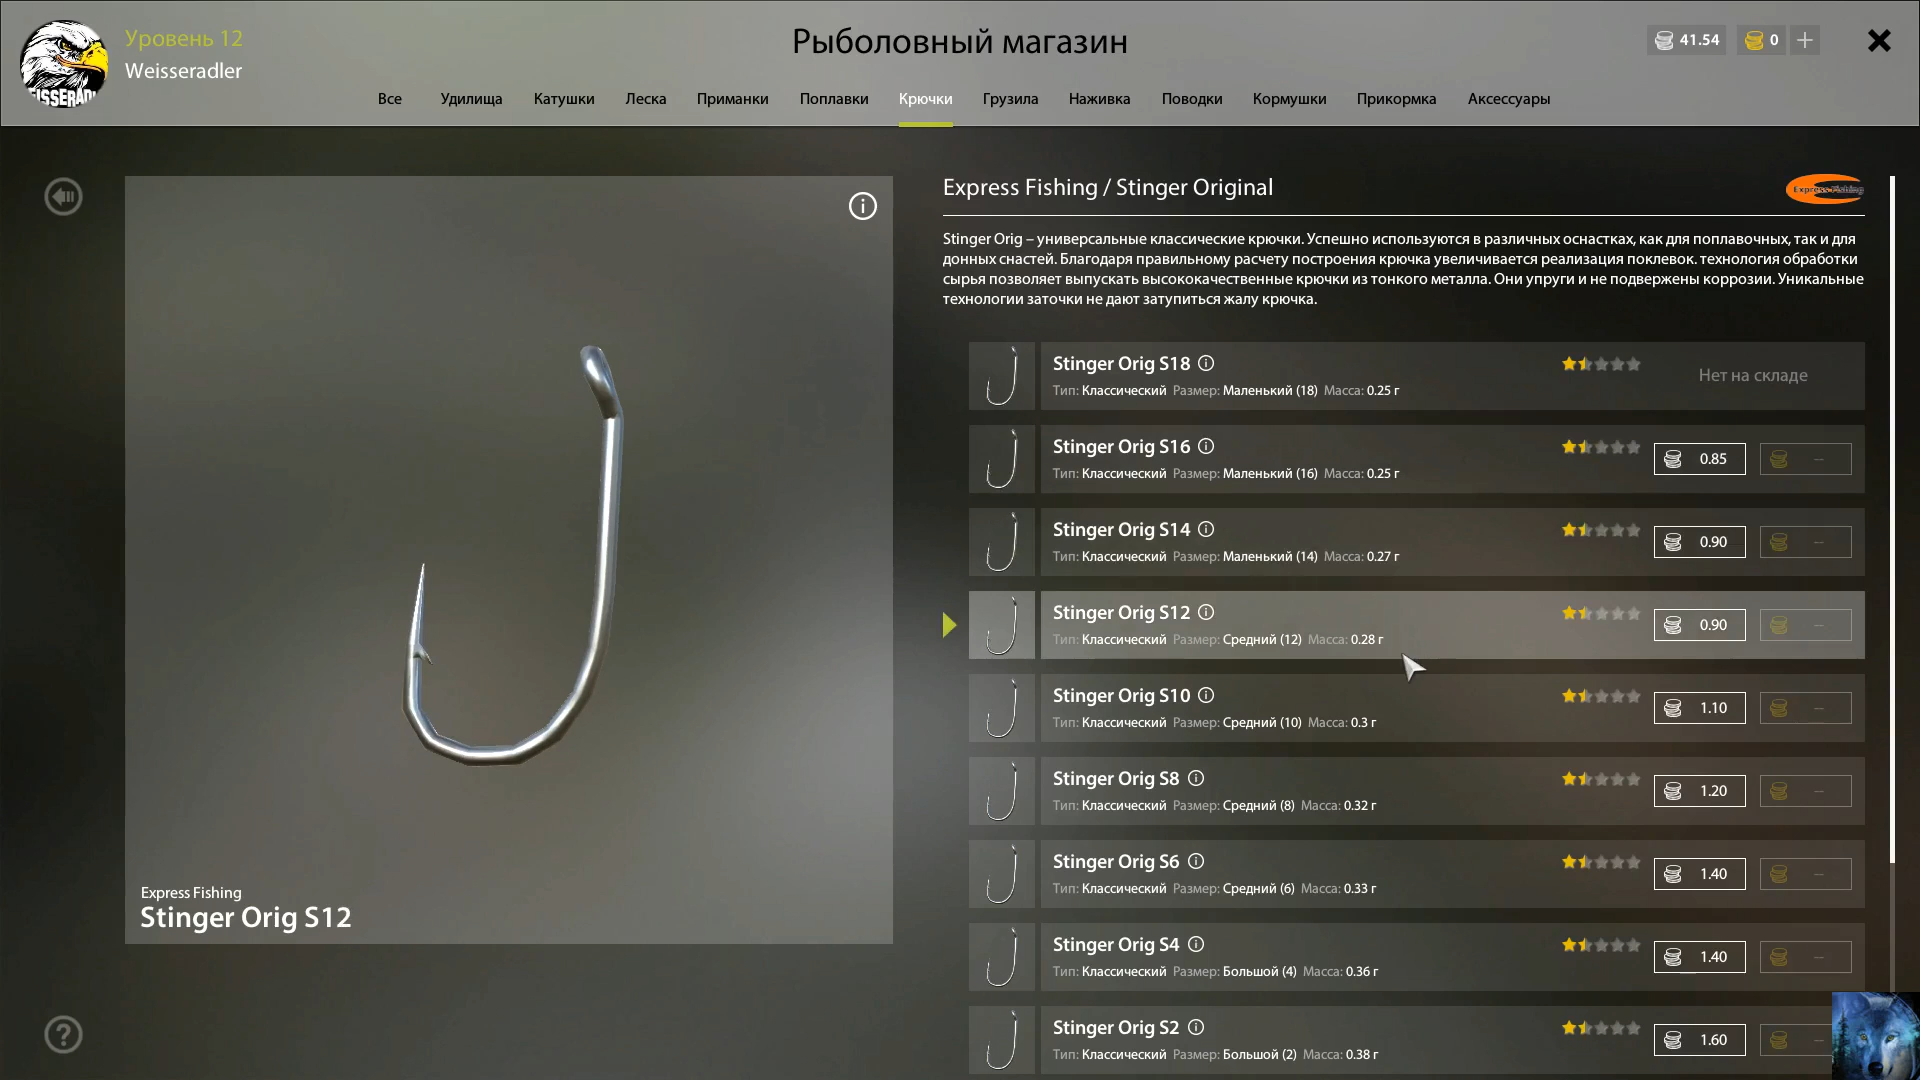 Уровень 12
Weisseradler
Рыболовный магазин
41.54
0
Все Удилища Катушки Леска Приманки Поплавки Крючки Грузила Наживка Поводки Кормушки Прикормка Аксессуары
Express Fishing / Stinger Original
Express Fishing
Stinger Orig – универсальные классические крючки. Успешно используются в различных оснастках, как для поплавочных, так и для
донных снастей. Благодаря правильному расчету построения крючка увеличивается реализация поклевок. технология обработки
сырья позволяет выпускать высококачественные крючки из тонкого металла. Они упруги и не подвержены коррозии. Уникальные
технологии заточки не дают затупиться жалу крючка.
Stinger Orig S18
Тип: Классический Размер: Маленький (18) Масса: 0.25 г
Нет на складе
Stinger Orig S16
Тип: Классический Размер: Маленький (16) Масса: 0.25 г
0.85 --
Stinger Orig S14
Тип: Классический Размер: Маленький (14) Масса: 0.27 г
0.90 --
Stinger Orig S12
Тип: Классический Размер: Средний (12) Масса: 0.28 г
0.90 --
Stinger Orig S10
Тип: Классический Размер: Средний (10) Масса: 0.3 г
1.10 --
Stinger Orig S8
Тип: Классический Размер: Средний (8) Масса: 0.32 г
1.20 --
Stinger Orig S6
Тип: Классический Размер: Средний (6) Масса: 0.33 г
1.40 --
Stinger Orig S4
Тип: Классический Размер: Большой (4) Масса: 0.36 г
1.40 --
Stinger Orig S2
Тип: Классический Размер: Большой (2) Масса: 0.38 г
1.60 --
Express Fishing
Stinger Orig S12